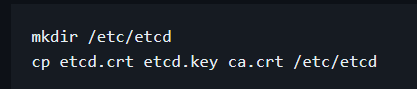 mkdir /etc/etcd
cp etcd.crt etcd.key ca.crt /etc/etcd